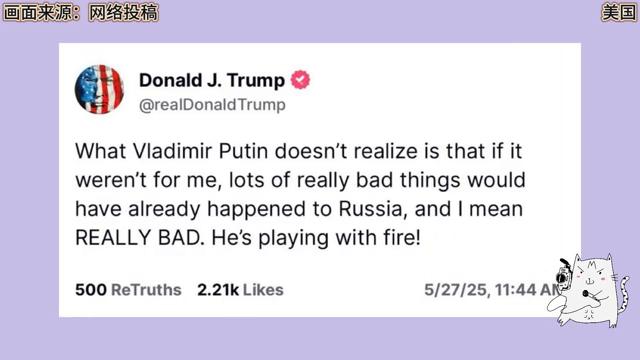 画面来源：网络投稿
美国
Donald J. Trump
@realDonaldTrump
What Vladimir Putin doesn’t realize is that if it
weren’t for me, lots of really bad things would
have already happened to Russia, and I mean
REALLY BAD. He’s playing with fire!
500 ReTruths 2.21k Likes 5/27/25, 11:44 AM